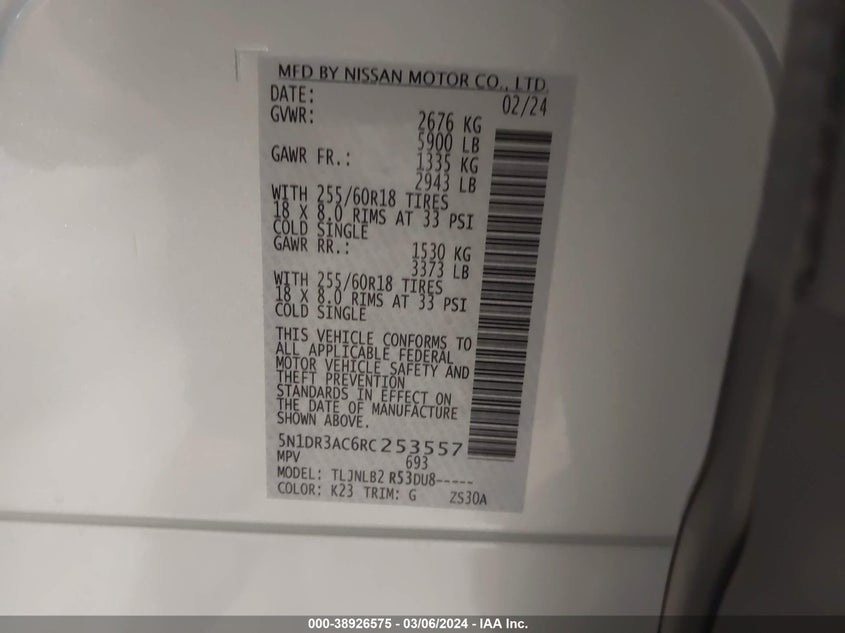 MFD BY NISSAN MOTOR CO., LTD.
DATE: 02/24
GVWR: 2676 KG
5900 LB
GAWR FR.: 1335 KG
2943 LB
WITH 255/60R18 TIRES
18 X 8.0 RIMS AT 33 PSI
COLD SINGLE
GAWR RR.: 1530 KG
3373 LB
WITH 255/60R18 TIRES
18 X 8.0 RIMS AT 33 PSI
COLD SINGLE
THIS VEHICLE CONFORMS TO
ALL APPLICABLE FEDERAL
MOTOR VEHICLE SAFETY AND
THEFT PREVENTION
STANDARDS IN EFFECT ON
THE DATE OF MANUFACTURE
SHOWN ABOVE.
5N1DR3AC6RC253557
MPV 693
MODEL: TLJNLB2 R53DU8-----
COLOR: K23 TRIM: G ZS30A
000-38926575 - 03/06/2024 - IAA Inc.